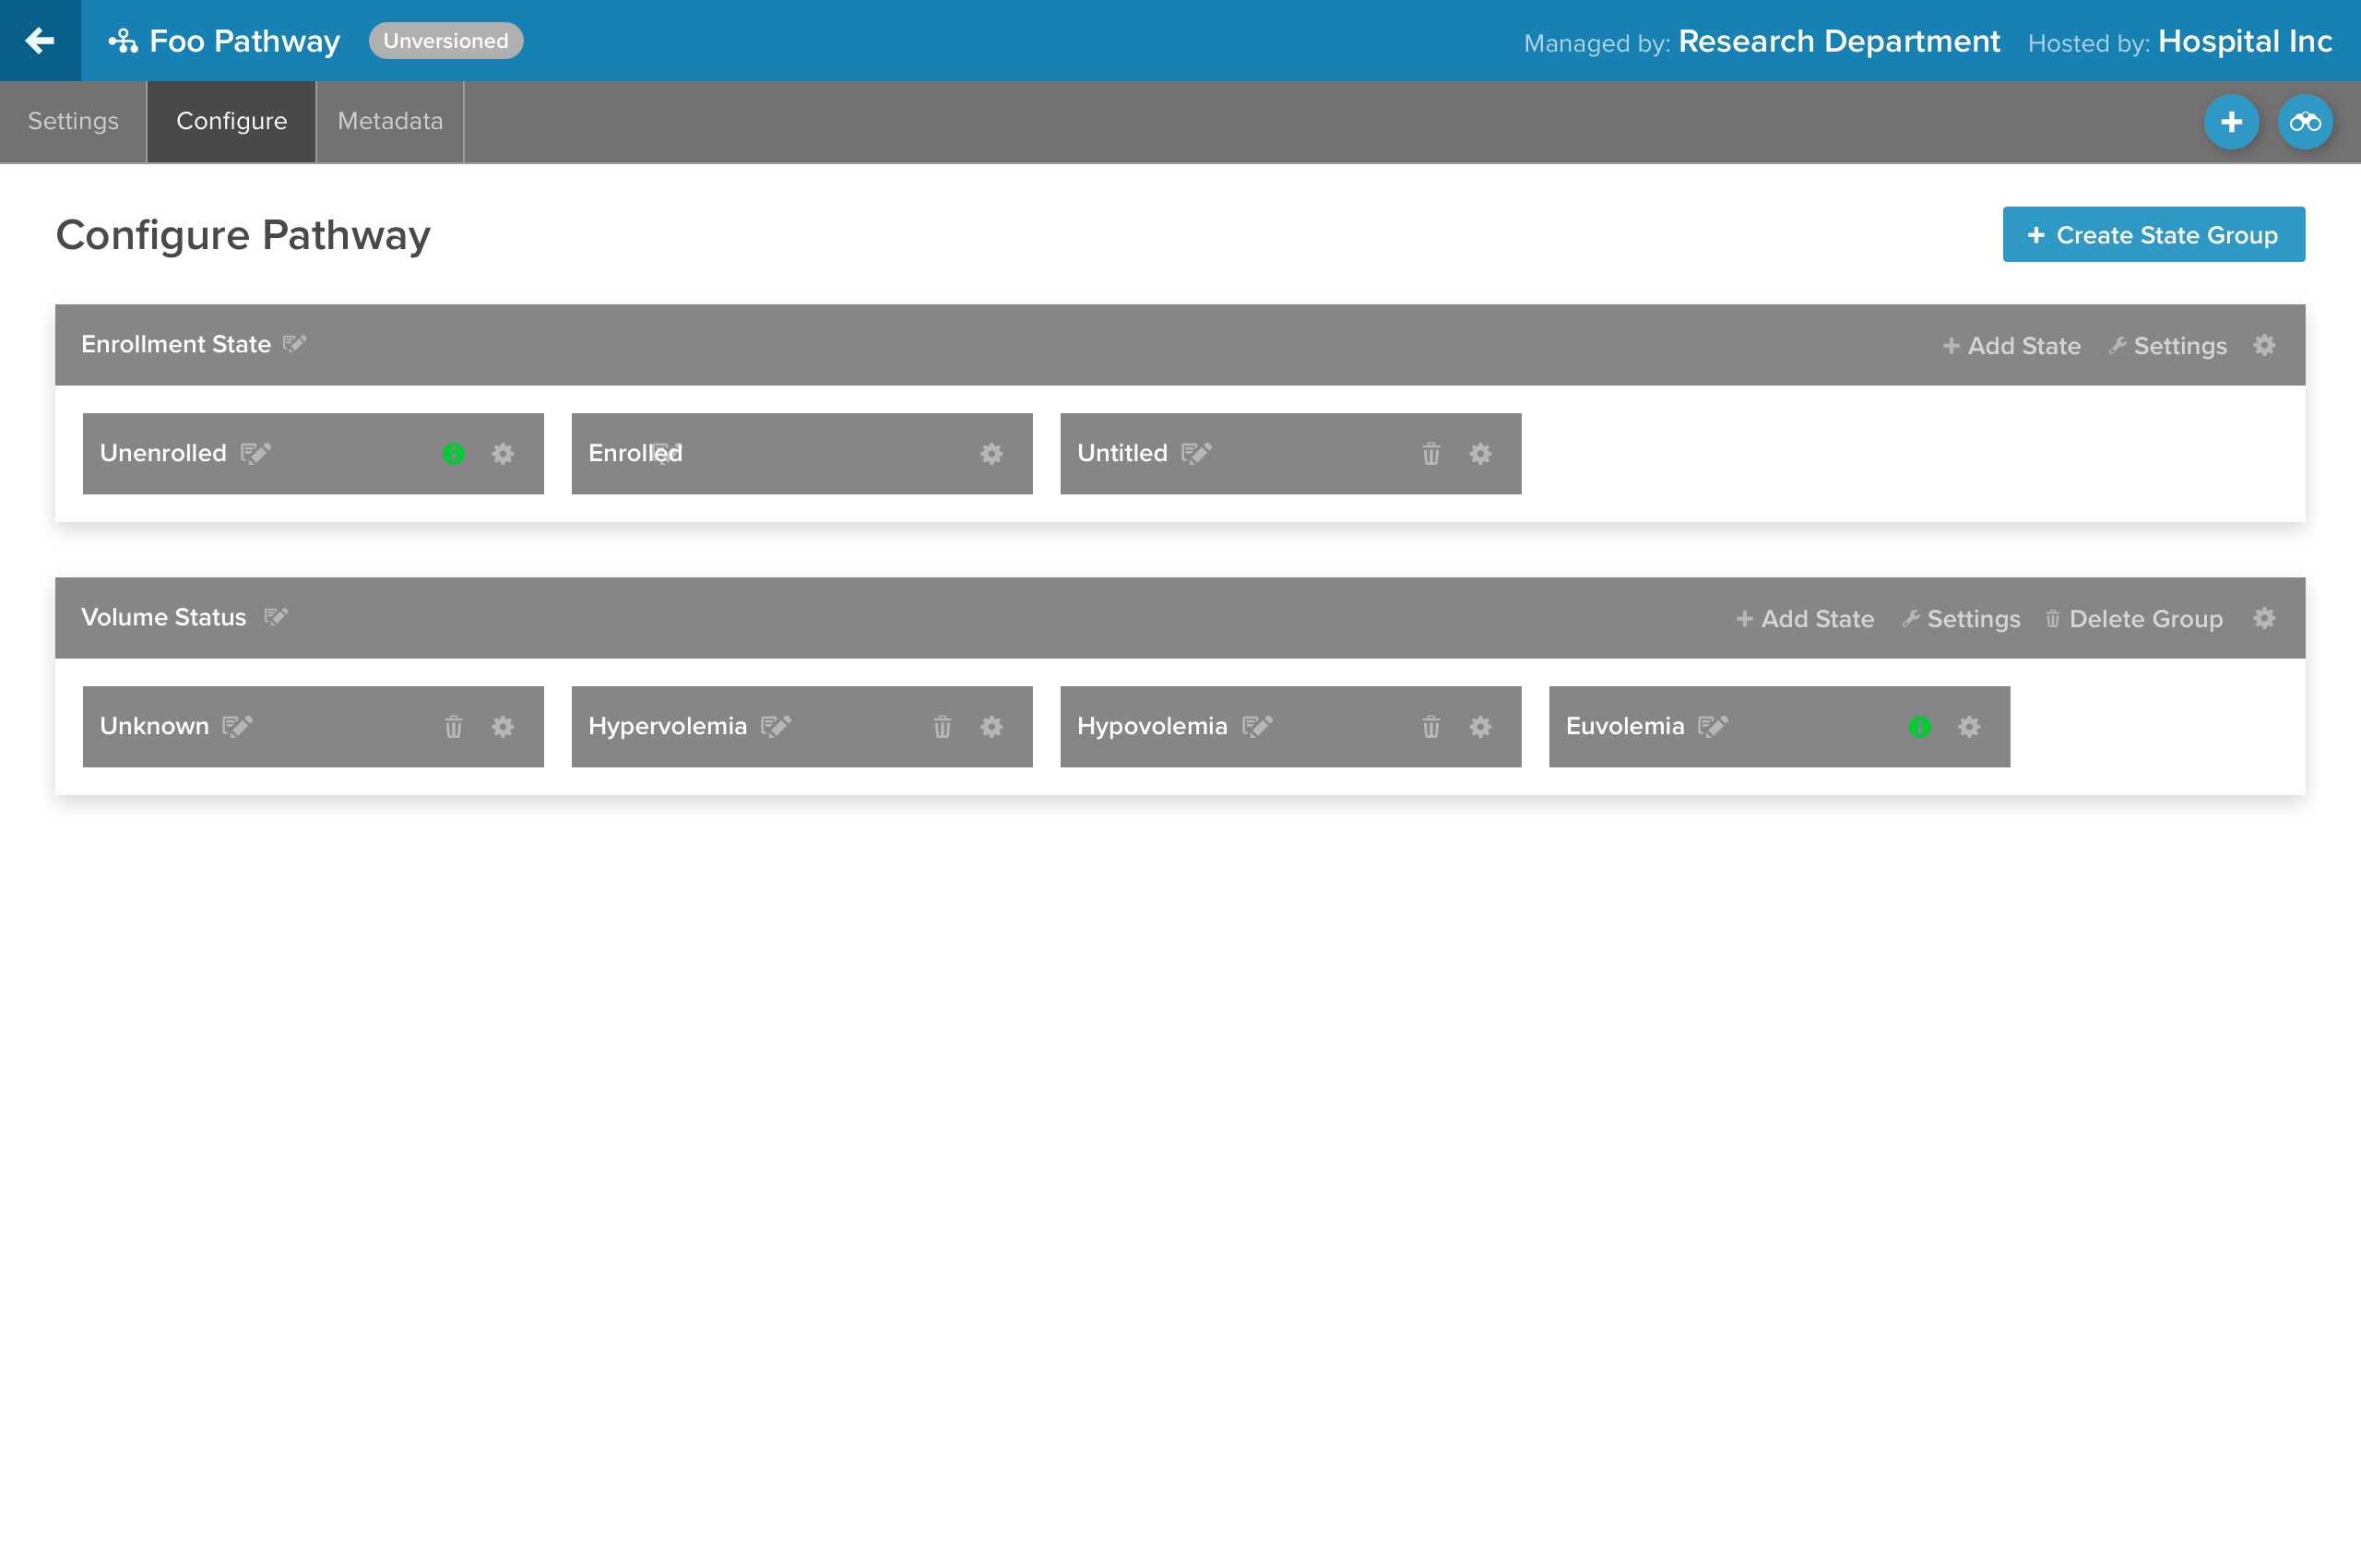 Foo Pathway Unversioned Managed by: Research Department Hosted by: Hospital Inc
Settings Configure Metadata
Configure Pathway
Create State Group
Enrollment State Add State Settings
Unenrolled Enrolled Untitled
Volume Status Add State Settings Delete Group
Unknown Hypervolemia Hypovolemia Euvolemia